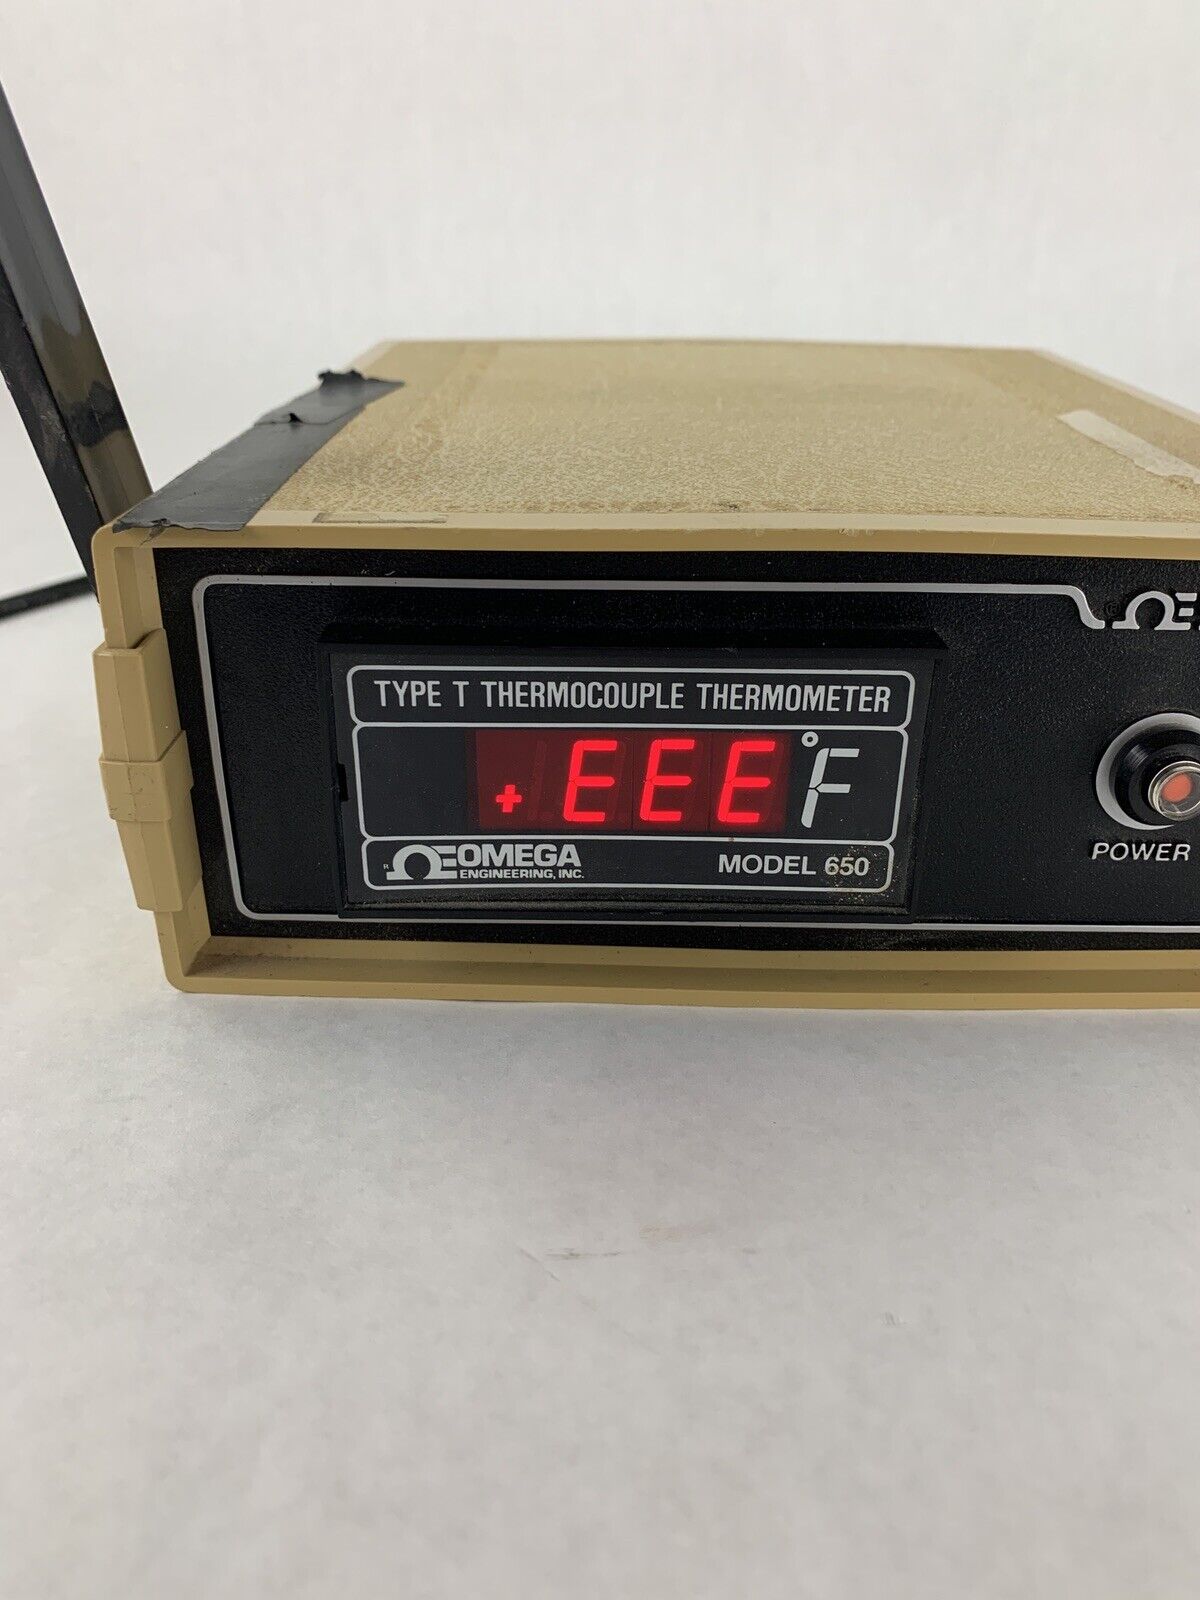 TYPE T THERMOCOUPLE THERMOMETER
+EEE °F
® OMEGA
ENGINEERING, INC.
MODEL 650
POWER